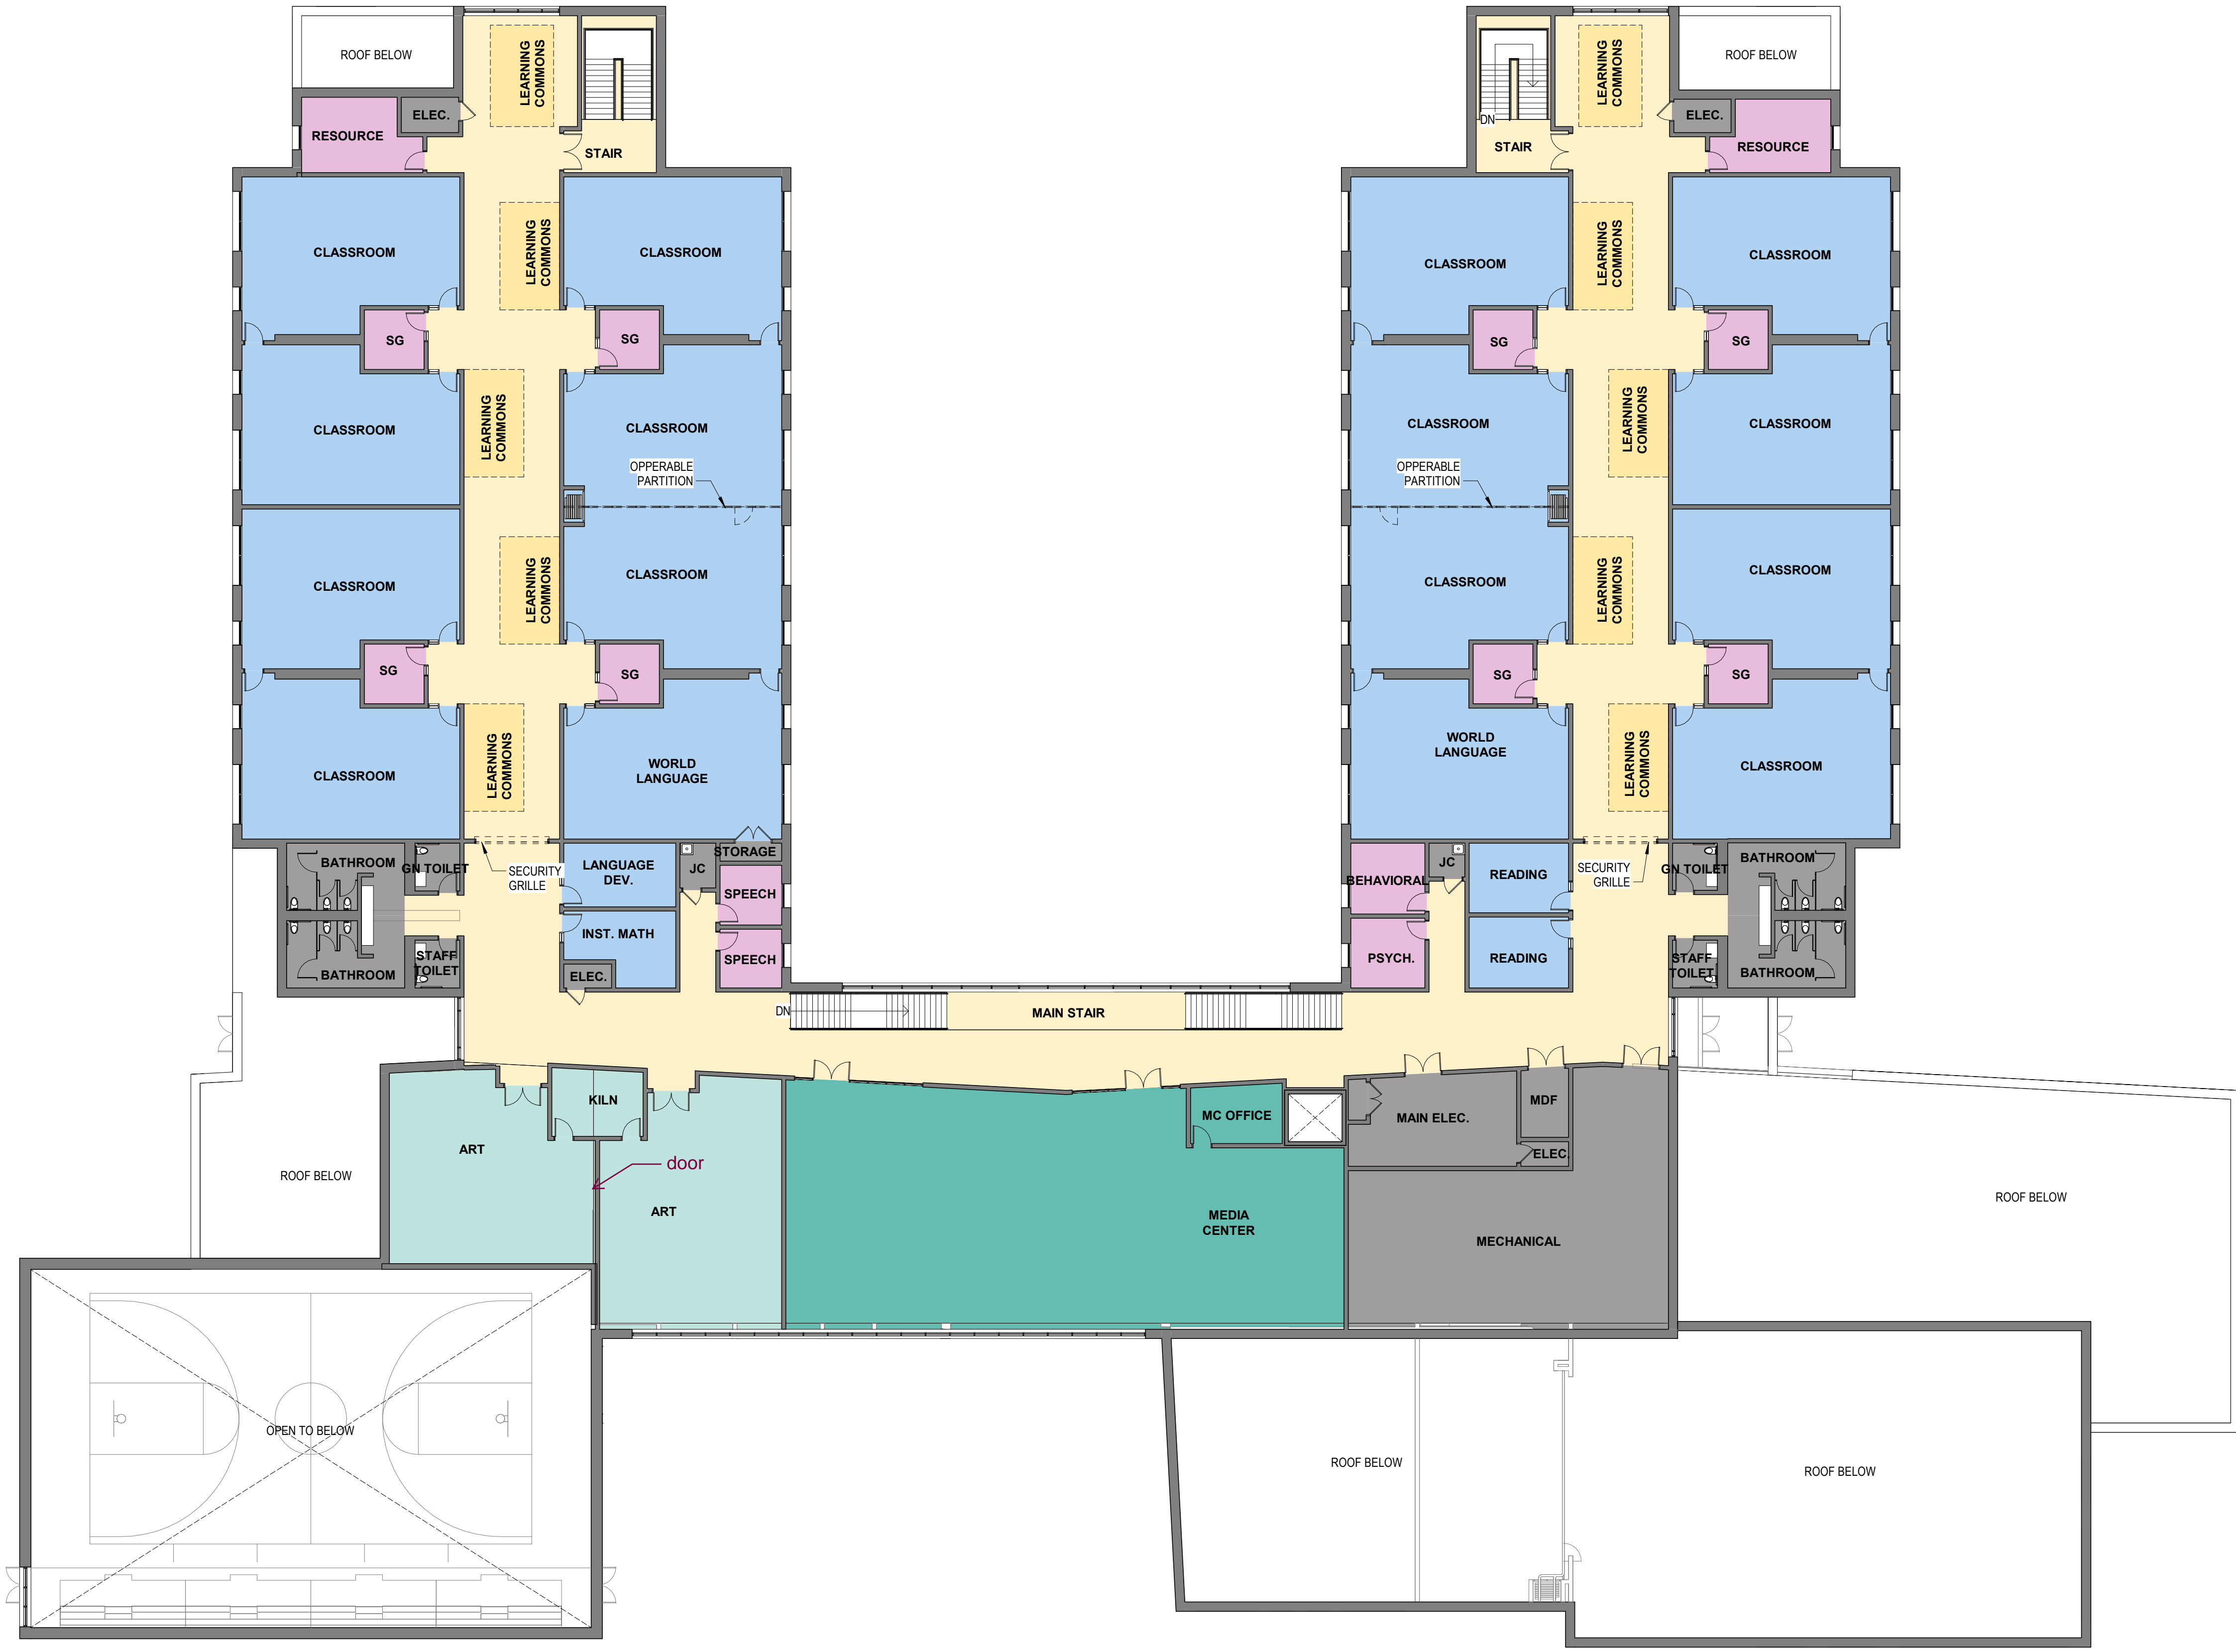 ROOF BELOW
LEARNING
COMMONS
ELEC.
RESOURCE
STAIR
LEARNING
COMMONS
ROOF BELOW
DN
STAIR
ELEC.
RESOURCE
CLASSROOM
LEARNING
COMMONS
CLASSROOM
CLASSROOM
LEARNING
COMMONS
CLASSROOM
SG
SG
SG
SG
CLASSROOM
LEARNING
COMMONS
CLASSROOM
CLASSROOM
LEARNING
COMMONS
CLASSROOM
OPPERABLE
PARTITION
OPPERABLE
PARTITION
CLASSROOM
LEARNING
COMMONS
CLASSROOM
CLASSROOM
LEARNING
COMMONS
CLASSROOM
SG
SG
SG
SG
CLASSROOM
LEARNING
COMMONS
WORLD
LANGUAGE
WORLD
LANGUAGE
LEARNING
COMMONS
CLASSROOM
BATHROOM
GN TOILET
SECURITY
GRILLE
LANGUAGE
DEV.
JC
STORAGE
SPEECH
INST. MATH
SPEECH
ELEC.
STAFF
TOILET
BATHROOM
BEHAVIORAL
JC
READING
SECURITY
GRILLE
GN TOILET
BATHROOM
PSYCH.
READING
STAFF
TOILET
BATHROOM
DN
MAIN STAIR
KILN
ART
door
ART
MC OFFICE
MEDIA
CENTER
MAIN ELEC.
MDF
ELEC.
MECHANICAL
ROOF BELOW
ROOF BELOW
OPEN TO BELOW
ROOF BELOW
ROOF BELOW